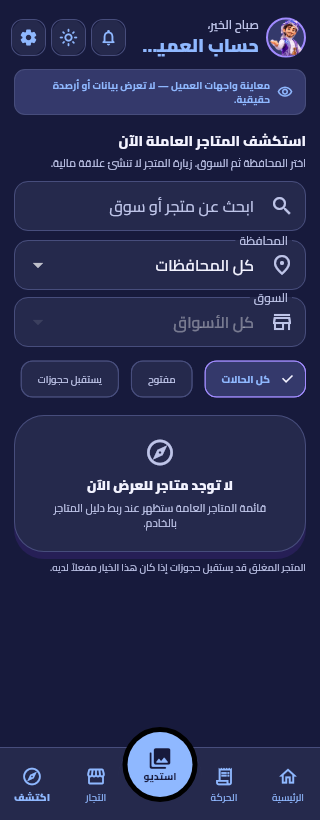 صباح الخير،
حساب العميـ...
معاينة واجهات العميل — لا تعرض بيانات أو أرصدة
حقيقية.
استكشف المتاجر العاملة الآن
اختر المحافظة ثم السوق. زيارة المتجر لا تنشئ علاقة مالية.
ابحث عن متجر أو سوق
المحافظة
كل المحافظات
السوق
كل الأسواق
كل الحالات
مفتوح
يستقبل حجوزات
لا توجد متاجر للعرض الآن
قائمة المتاجر العامة ستظهر عند ربط دليل المتاجر
بالخادم.
المتجر المغلق قد يستقبل حجوزات إذا كان هذا الخيار مفعلاً لديه.
الرئيسية
الحركة
استديو
التجار
اكتشف